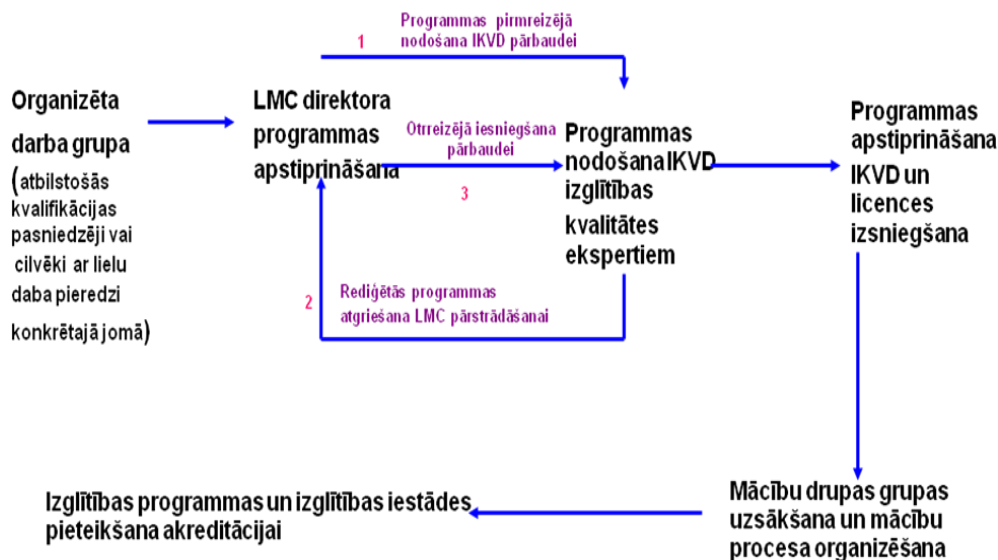 Programmas pirmreizējā
nodošana IKVD pārbaudei
1
Organizēta
darba grupa
(atbilstošās
kvalifikācijas
pasniedzēji vai
cilvēki ar lielu
daba pieredzi
konkrētajā jomā)
LMC direktora
programmas
apstiprināšana
Otrreizējā iesniegšana
pārbaudei
3
Programmas
nodošana IKVD
izglītības
kvalitātes
ekspertiem
Programmas
apstiprināšana
IKVD un
licences
izsniegšana
2
Rediģētās programmas
atgriešana LMC pārstrādāšanai
Mācību drupas grupas
uzsākšana un mācību
procesa organizēšana
Izglītības programmas un izglītības iestādes
pieteikšana akreditācijai